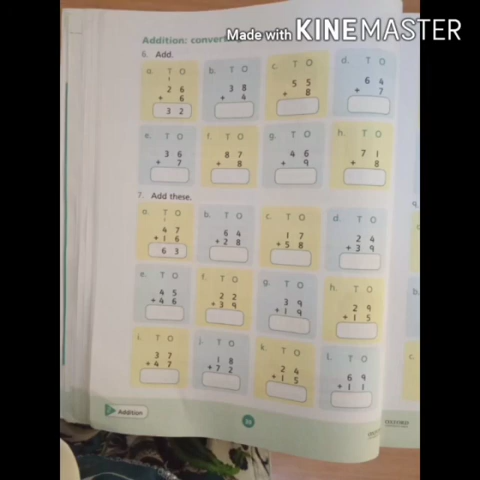 Made with KINEMASTER
Addition: convert
6. Add.
a. b. c. d.
T O T O T O T O
1
2 6 3 8 5 5 6 4
+ 6 + 4 + 8 + 7
3 2
e. f. g. h.
T O T O T O T O
3 6 8 7 4 6 7 1
+ 7 + 8 + 9 + 8
7. Add these.
a. b. c. d.
T O T O T O T O
1
4 7 6 4 1 7 2 4
+ 1 6 + 2 8 + 5 8 + 3 9
6 3
e. f. g. h.
T O T O T O T O
4 5 2 2 3 9 2 9
+ 4 6 + 3 9 + 1 9 + 1 5
i. j. k. l.
T O T O T O T O
3 7 1 8 2 4 6 9
+ 4 7 + 7 2 + 1 5 + 1 1
Addition
OXFORD